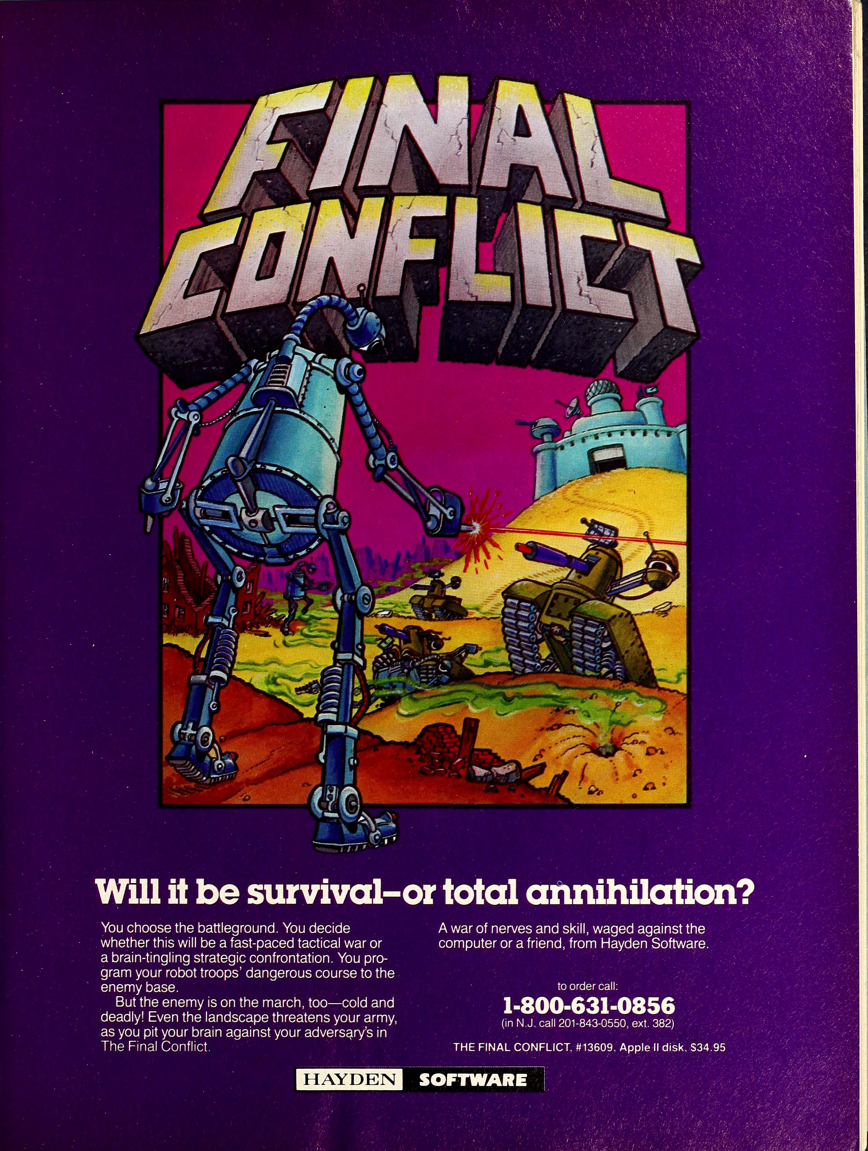 FINAL
CONFLICT
Will it be survival–or total annihilation?
You choose the battleground. You decide
whether this will be a fast-paced tactical war or
a brain-tingling strategic confrontation. You pro-
gram your robot troops' dangerous course to the
enemy base.
But the enemy is on the march, too—cold and
deadly! Even the landscape threatens your army,
as you pit your brain against your adversary's in
The Final Conflict.
A war of nerves and skill, waged against the
computer or a friend, from Hayden Software.
to order call:
1-800-631-0856
(in N.J. call 201-843-0550, ext. 382)
THE FINAL CONFLICT, #13609, Apple II disk, $34.95
HAYDEN SOFTWARE